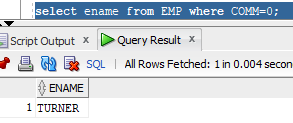 select ename from EMP where COMM=0;
Script Output × Query Result ×
SQL | All Rows Fetched: 1 in 0.004 secon
ENAME
1 TURNER